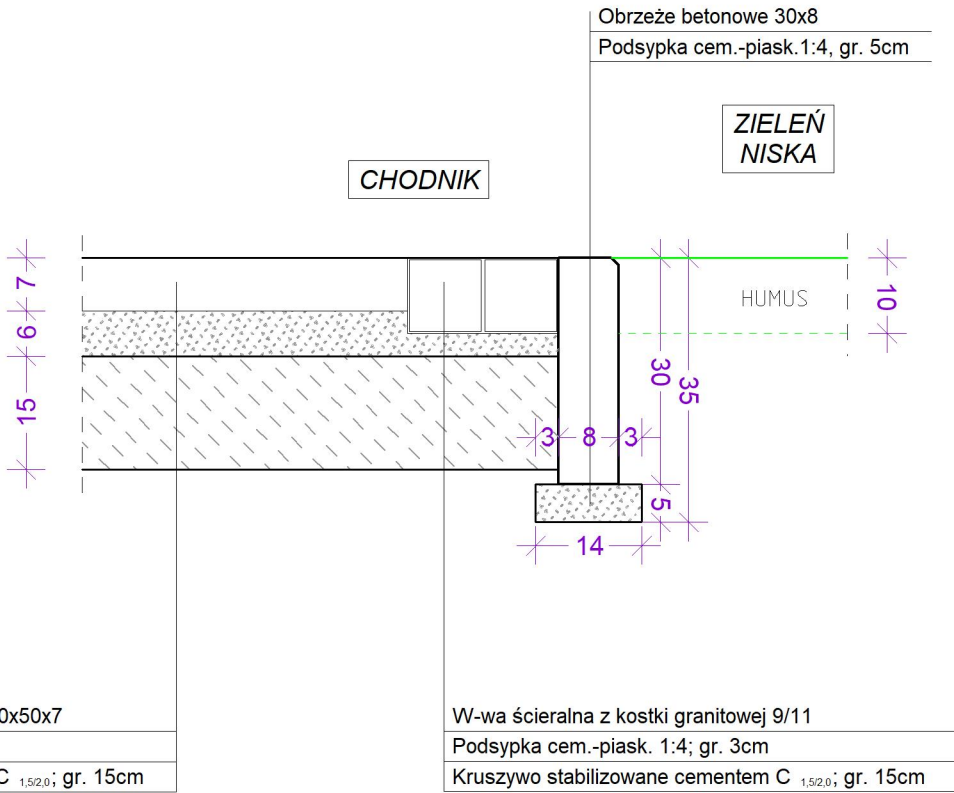 Obrzeże betonowe 30x8
Podsypka cem.-piask.1:4, gr. 5cm
ZIELEŃ
NISKA
CHODNIK
7
6
15
HUMUS
10
30
35
3
8
3
5
14
0x50x7
C 1,5/2,0; gr. 15cm
W-wa ścieralna z kostki granitowej 9/11
Podsypka cem.-piask. 1:4; gr. 3cm
Kruszywo stabilizowane cementem C 1,5/2,0; gr. 15cm